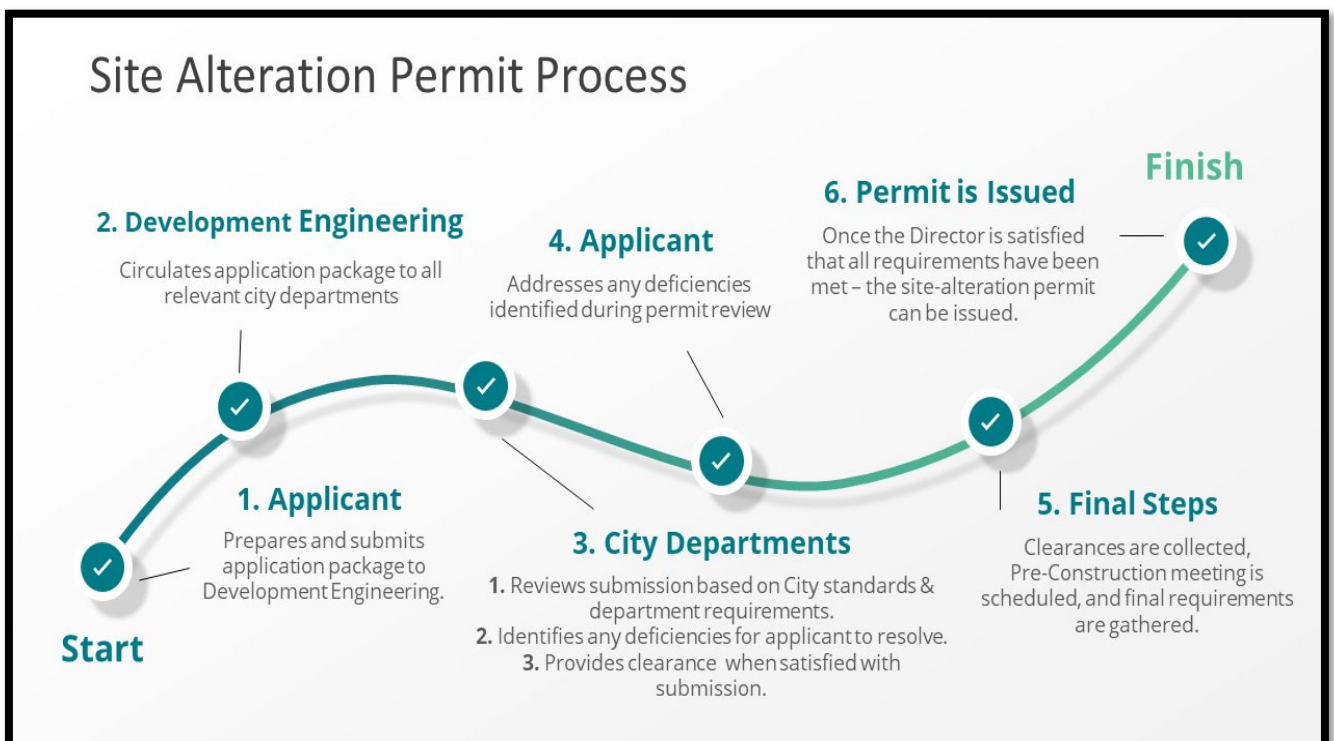 Site Alteration Permit Process
Start
1. Applicant
Prepares and submits
application package to
Development Engineering.
2. Development Engineering
Circulates application package to all
relevant city departments
3. City Departments
1. Reviews submission based on City standards &
department requirements.
2. Identifies any deficiencies for applicant to resolve.
3. Provides clearance when satisfied with
submission.
4. Applicant
Addresses any deficiencies
identified during permit review
5. Final Steps
Clearances are collected,
Pre-Construction meeting is
scheduled, and final requirements
are gathered.
6. Permit is Issued
Once the Director is satisfied
that all requirements have been
met – the site-alteration permit
can be issued.
Finish